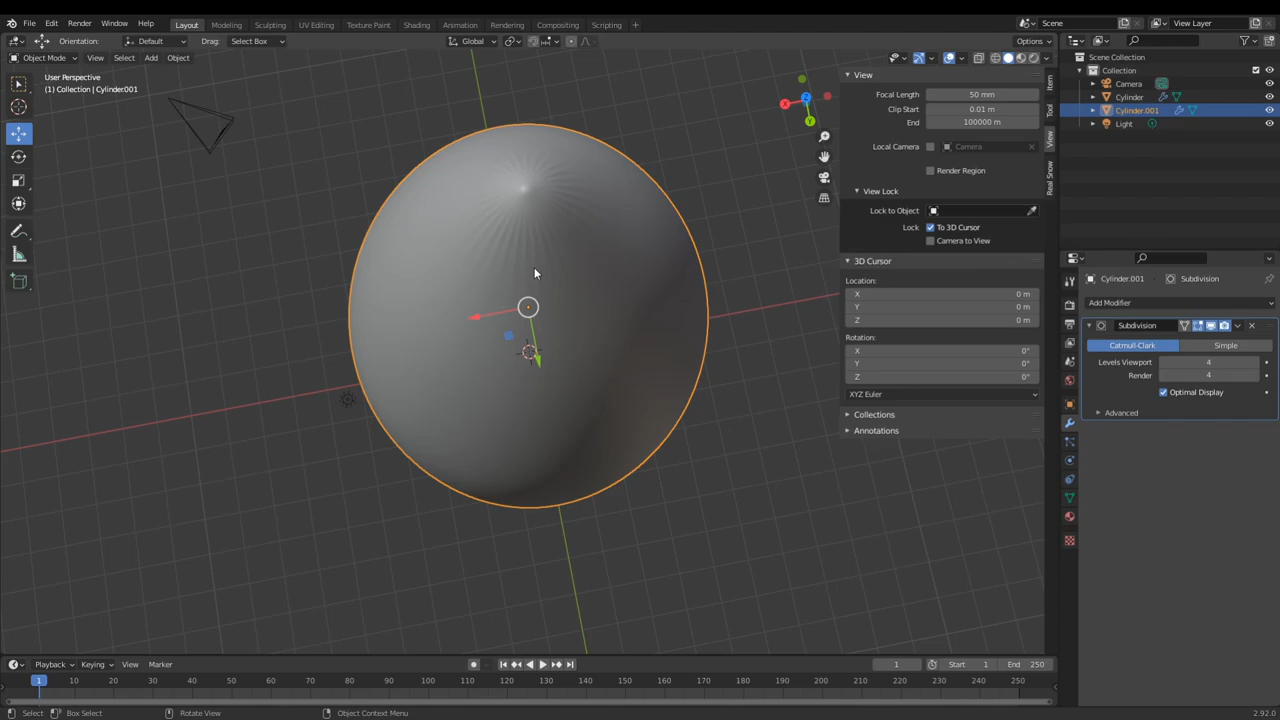 File Edit Render Window Help Layout Modeling Sculpting UV Editing Texture Paint Shading Animation Rendering Compositing Scripting + Scene View Layer
Orientation: Default Drag: Select Box Global Options
Object Mode View Select Add Object
User Perspective
(1) Collection | Cylinder.001
X
Z
Y
View
Focal Length 50 mm
Clip Start 0.01 m
End 100000 m
Local Camera Camera
Render Region
View Lock
Lock to Object
Lock To 3D Cursor
Camera to View
3D Cursor
Location:
X 0 m
Y 0 m
Z 0 m
Rotation:
X 0°
Y 0°
Z 0°
XYZ Euler
Collections
Annotations
Item
Tool
View
Real Snow
Scene Collection
Collection
Camera
Cylinder
Cylinder.001
Light
Cylinder.001 Subdivision
Add Modifier
Subdivision
Catmull-Clark Simple
Levels Viewport 4
Render 4
Optimal Display
Advanced
Playback Keying View Marker 1 Start 1 End 250
1 10 20 30 40 50 60 70 80 90 100 110 120 130 140 150 160 170 180 190 200 210 220 230 240 250
Select Box Select Rotate View Object Context Menu 2.92.0